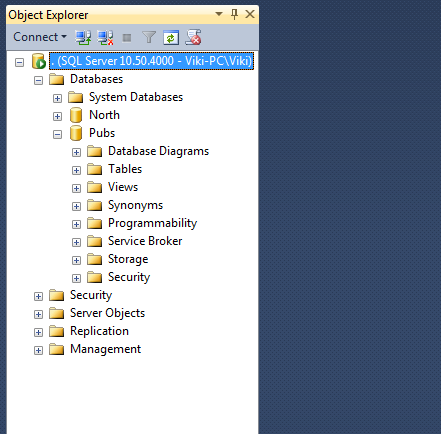 Object Explorer
Connect
. (SQL Server 10.50.4000 - Viki-PC\Viki)
Databases
System Databases
North
Pubs
Database Diagrams
Tables
Views
Synonyms
Programmability
Service Broker
Storage
Security
Security
Server Objects
Replication
Management